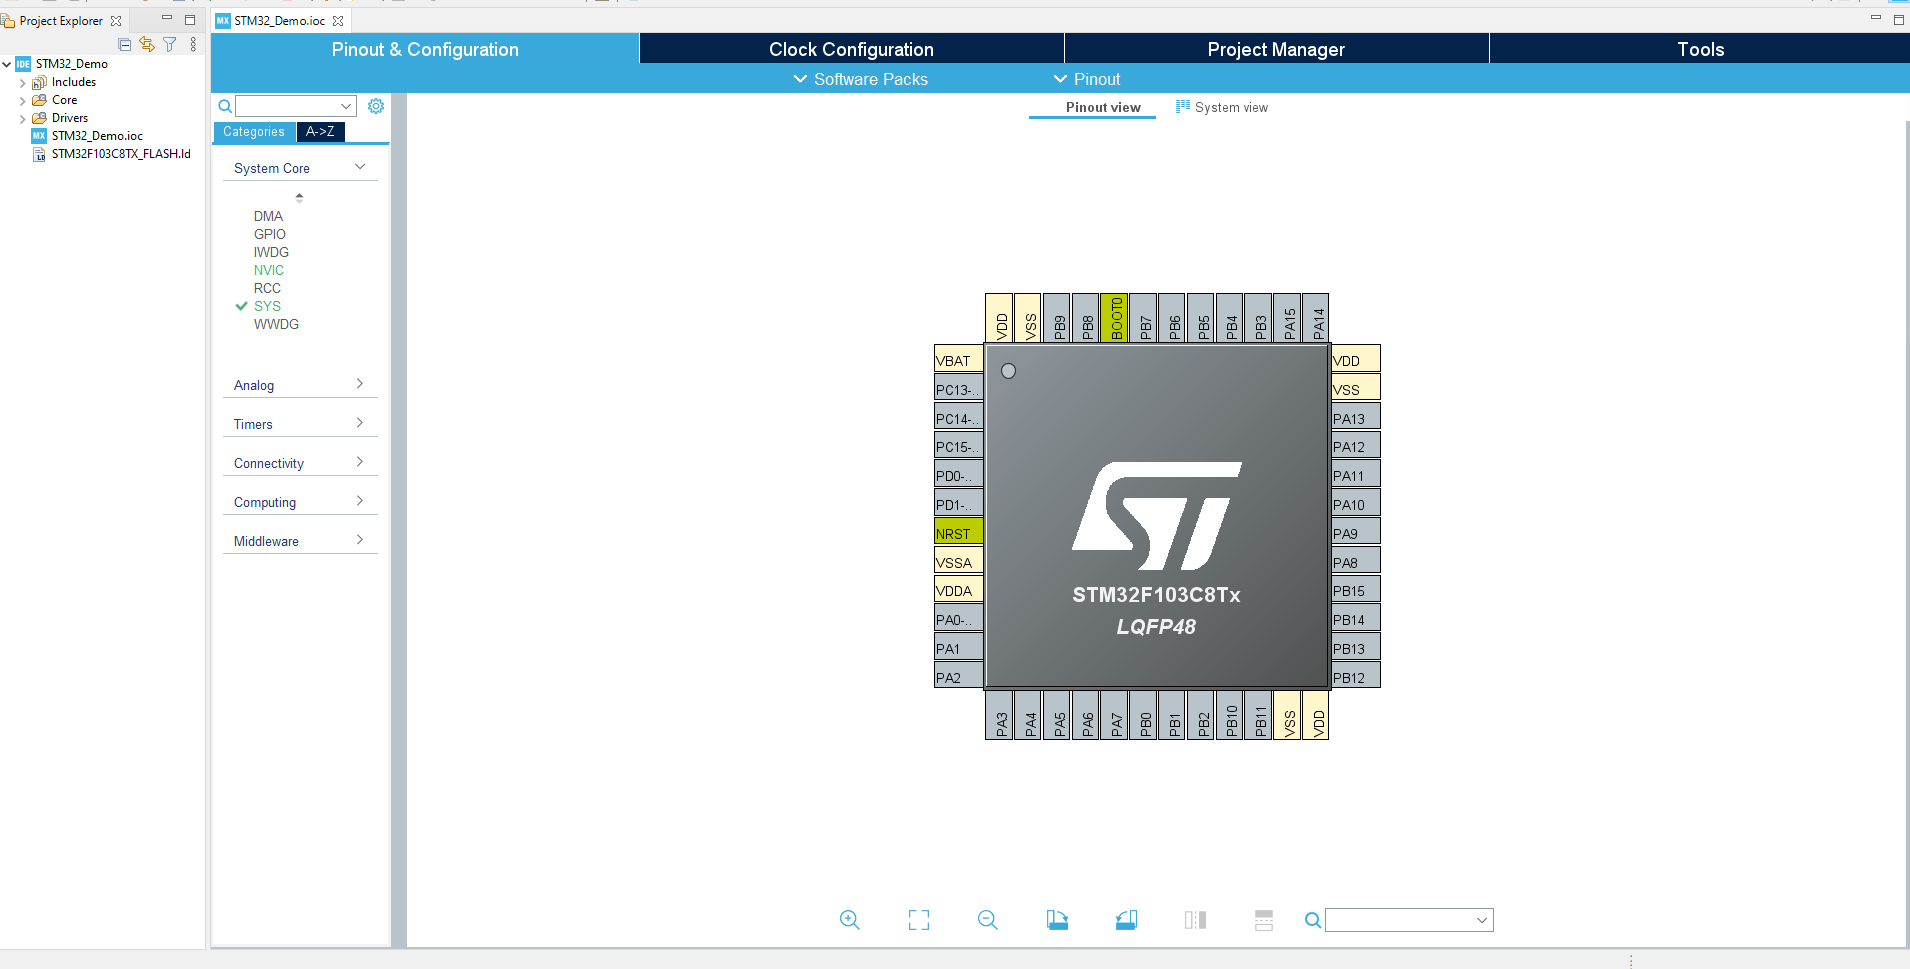 Project Explorer
STM32_Demo.ioc
IDE STM32_Demo
Includes
Core
Drivers
MX STM32_Demo.ioc
STM32F103C8TX_FLASH.ld
Pinout & Configuration
Clock Configuration
Project Manager
Tools
Software Packs
Pinout
Pinout view
System view
Categories
A->Z
System Core
DMA
GPIO
IWDG
NVIC
RCC
SYS
WWDG
Analog
Timers
Connectivity
Computing
Middleware
VDD
VSS
PB9
PB8
BOOT0
PB7
PB6
PB5
PB4
PB3
PA15
PA14
VBAT
PC13-..
PC14-..
PC15-..
PD0-..
PD1-..
NRST
VSSA
VDDA
PA0-..
PA1
PA2
VDD
VSS
PA13
PA12
PA11
PA10
PA9
PA8
PB15
PB14
PB13
PB12
ST
STM32F103C8Tx
LQFP48
PA3
PA4
PA5
PA6
PA7
PB0
PB1
PB2
PB10
PB11
VSS
VDD